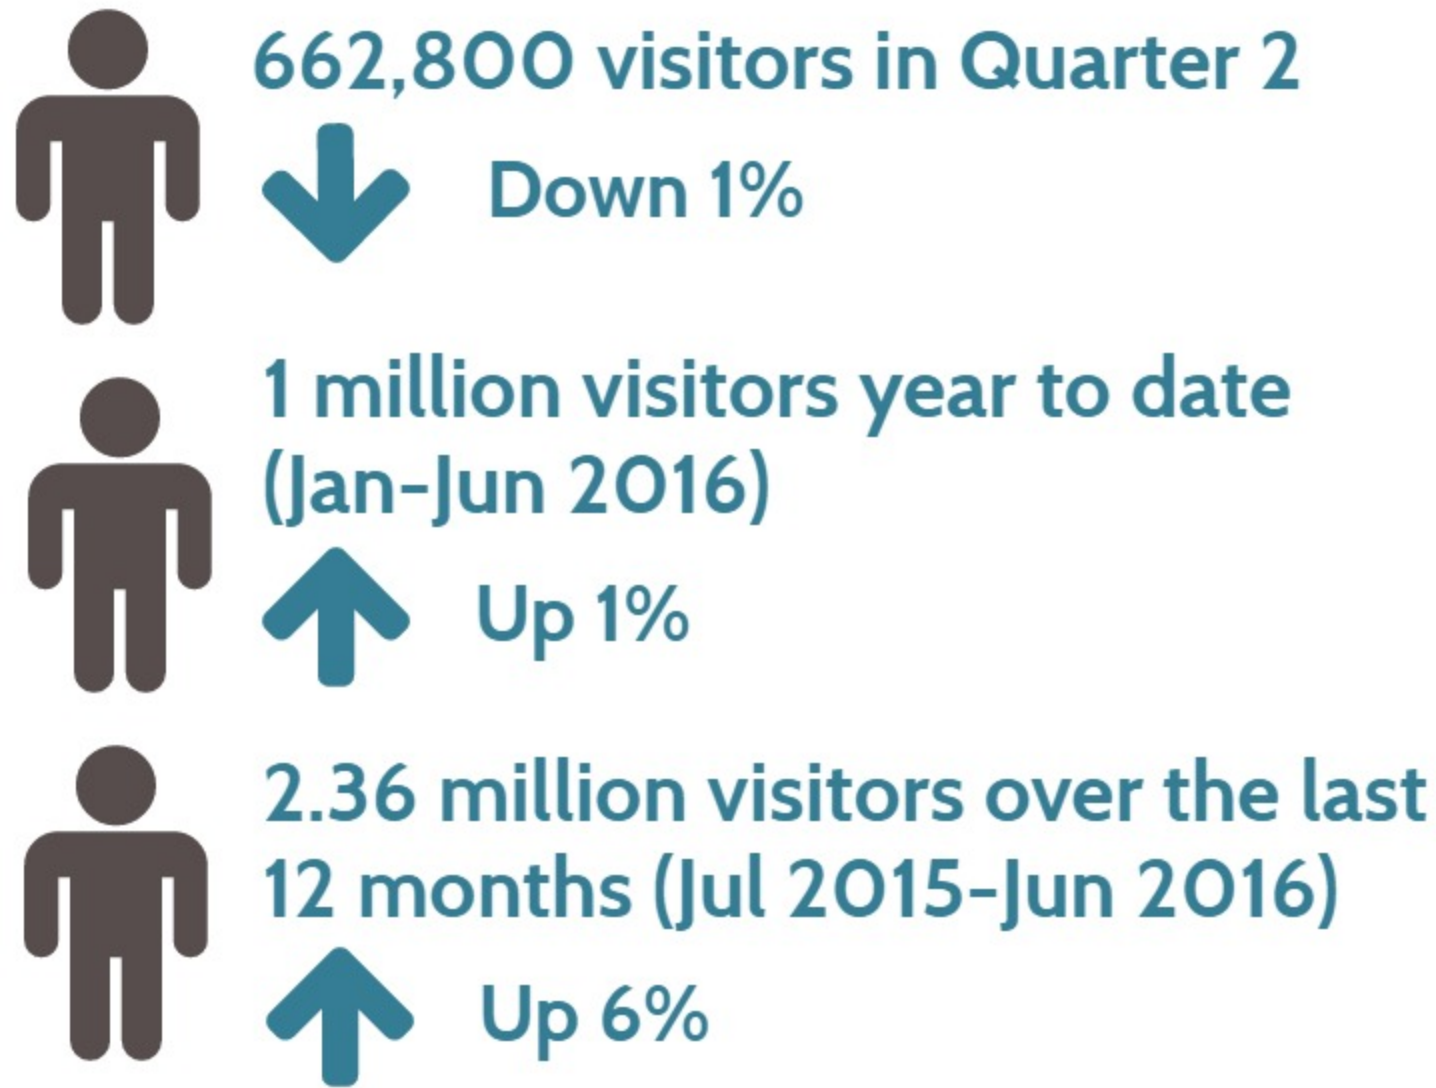 662,800 visitors in Quarter 2
Down 1%
1 million visitors year to date
(Jan-Jun 2016)
Up 1%
2.36 million visitors over the last
12 months (Jul 2015-Jun 2016)
Up 6%